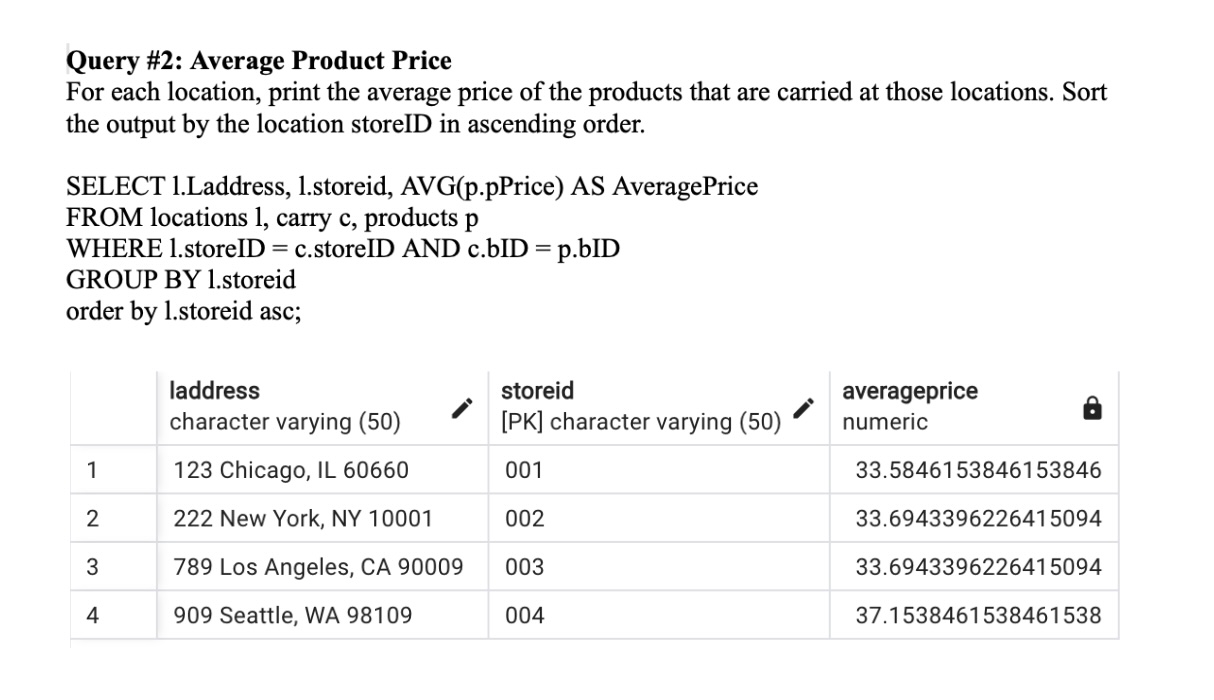 Query #2: Average Product Price
For each location, print the average price of the products that are carried at those locations. Sort
the output by the location storeID in ascending order.
SELECT l.Laddress, l.storeid, AVG(p.pPrice) AS AveragePrice
FROM locations l, carry c, products p
WHERE l.storeID = c.storeID AND c.bID = p.bID
GROUP BY l.storeid
order by l.storeid asc;
laddress storeid averageprice
character varying (50) [PK] character varying (50) numeric
1 123 Chicago, IL 60660 001 33.5846153846153846
2 222 New York, NY 10001 002 33.6943396226415094
3 789 Los Angeles, CA 90009 003 33.6943396226415094
4 909 Seattle, WA 98109 004 37.1538461538461538